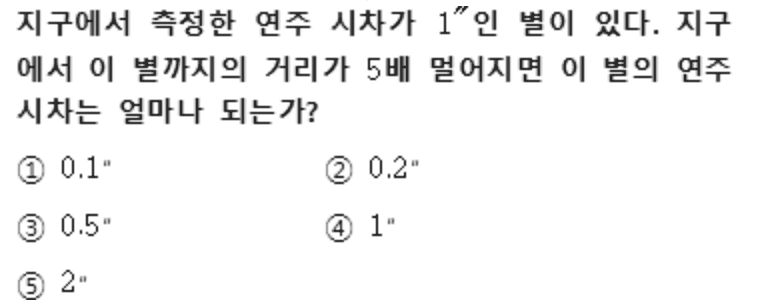 지구에서 측정한 연주 시차가 1″인 별이 있다. 지구
에서 이 별까지의 거리가 5배 멀어지면 이 별의 연주
시차는 얼마나 되는가?
① 0.1″ ② 0.2″
③ 0.5″ ④ 1″
⑤ 2″